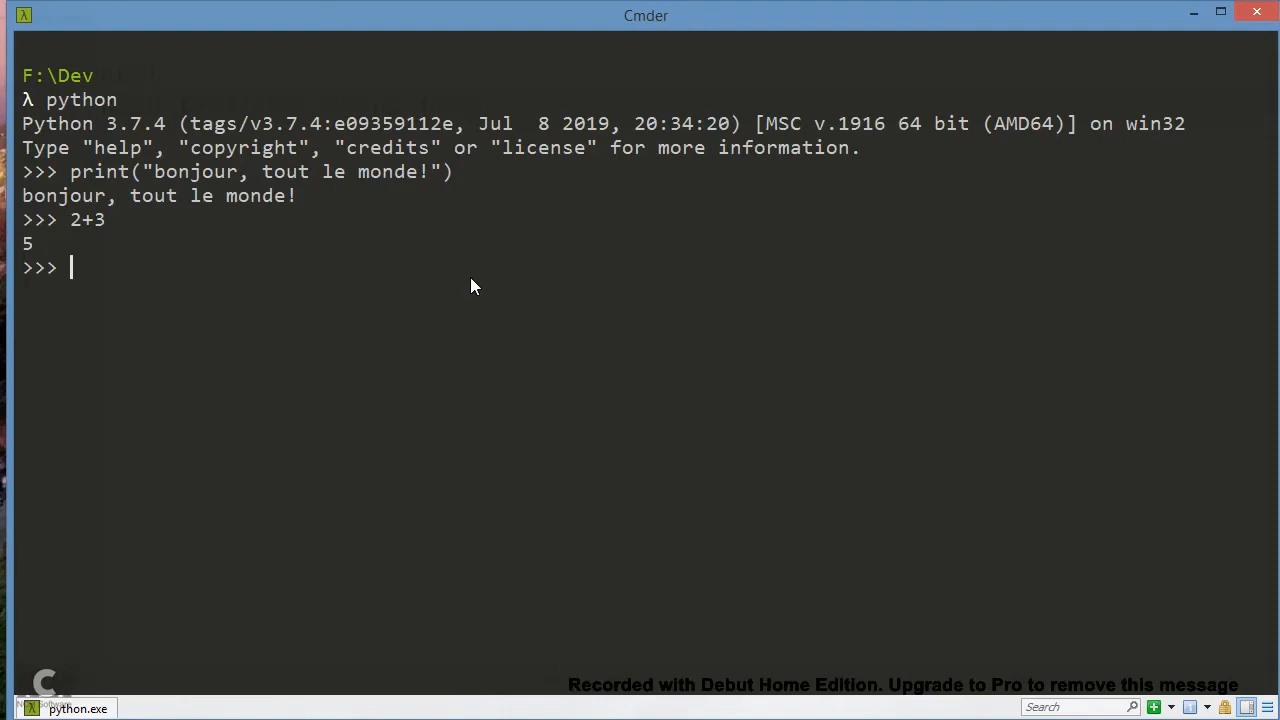 Cmder
F:\Dev
λ python
Python 3.7.4 (tags/v3.7.4:e09359112e, Jul  8 2019, 20:34:20) [MSC v.1916 64 bit (AMD64)] on win32
Type "help", "copyright", "credits" or "license" for more information.
>>> print("bonjour, tout le monde!")
bonjour, tout le monde!
>>> 2+3
5
>>>
Recorded with Debut Home Edition. Upgrade to Pro to remove this message
python.exe
Search